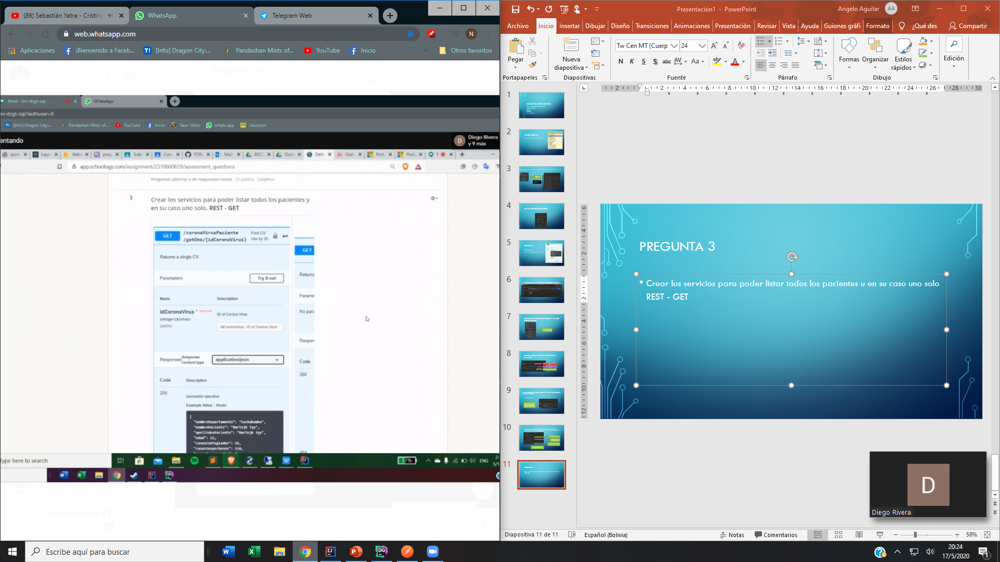 (86) Sebastián Yatra - Cristina
WhatsApp
Telegram Web
web.whatsapp.com
N
Aplicaciones
¡Bienvenido a Faceb...
[Info] Dragon City:...
Pandashan Mists of...
YouTube
Inicio
Otros favoritos
Programación III
Meet - krv-dcgt-szp
WhatsApp
rv-dcgt-szp?authuser=0
[Info] Dragon City:...
Pandashan Mists of...
YouTube
Inicio
Tauri-Veins
whats app
clasroom
entando
D
Diego Rivera
y 9 más
app.schoology.com/assignment/2518600659/assessment_questions
Preguntas abiertas o de respuestas cortas - 25 puntos - Subjetiva
3
Crear los servicios para poder listar todos los pacientes y
en su caso uno solo. REST - GET
GET
/coronaVirusPaciente
/getOne/{idCoronaVirus}
Find CV
row by ID
GET
Returns a single CV
Returns
Parameters
Try it out
Parame
Name
Description
No para
idCoronaVirus * required
integer($int64)
(path)
ID of Corona Virus
idCoronaVirus - ID of Corona Virus
Respon
Responses
Response
content type
application/json
Code
Code
Description
200
200
successful operation
Example Value | Model
{
"nombreDepartamento": "Cochabamba",
"nombrePaciente": "Martejk Tyy",
"apellidosPaciente": "Martejk Tyy",
"edad": 22,
"casosContagiados": 56,
"casosSospechosos": 120,
Type here to search
37%
ENG
Cuarentenados
Presentación1 - PowerPoint
Angelo Aguilar
AA
Archivo
Inicio
Insertar
Dibujar
Diseño
Transiciones
Animaciones
Presentación
Revisar
Vista
Ayuda
Guiones gráfi
Formato
¿Qué des
Compartir
Pegar
Nueva
diapositiva
Tw Cen MT (Cuerp
24
N K S S abc AV Aa
Formas
Organizar
Estilos
rápidos
Edición
Portapapeles
Diapositivas
Fuente
Párrafo
Dibujo
1
2
3
4
5
6
7
8
9
10
11
PREGUNTA 3
• Crear los servicios para poder listar todos los pacientes u en su caso uno solo
REST - GET
D
Diego Rivera
Diapositiva 11 de 11
Español (Bolivia)
Notas
Comentarios
58%
Escribe aquí para buscar
20:24
17/5/2020
1